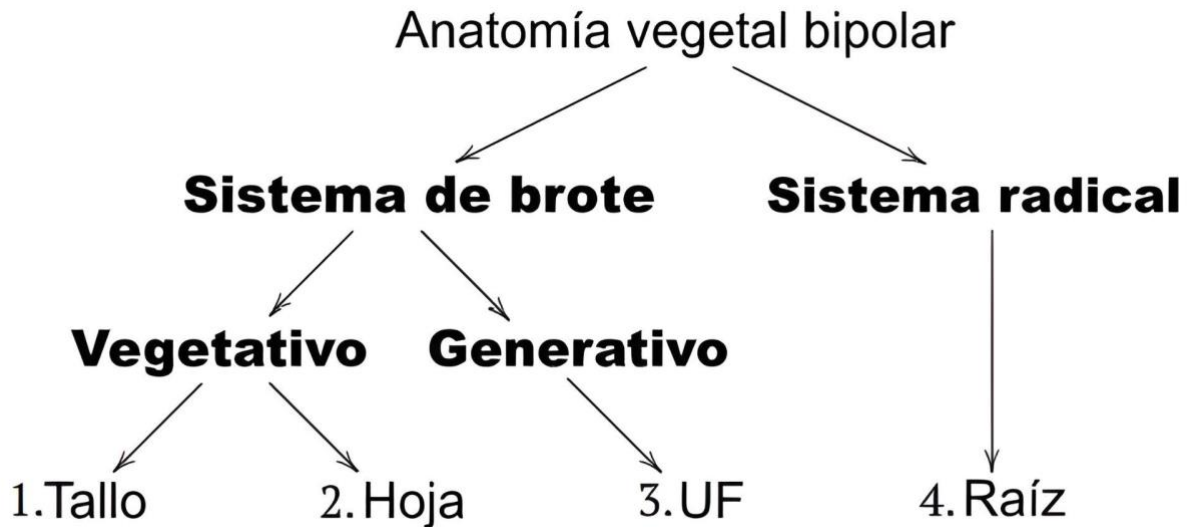 Anatomía vegetal bipolar
Sistema de brote Sistema radical
Vegetativo Generativo
1.Tallo 2.Hoja 3.UF 4.Raíz